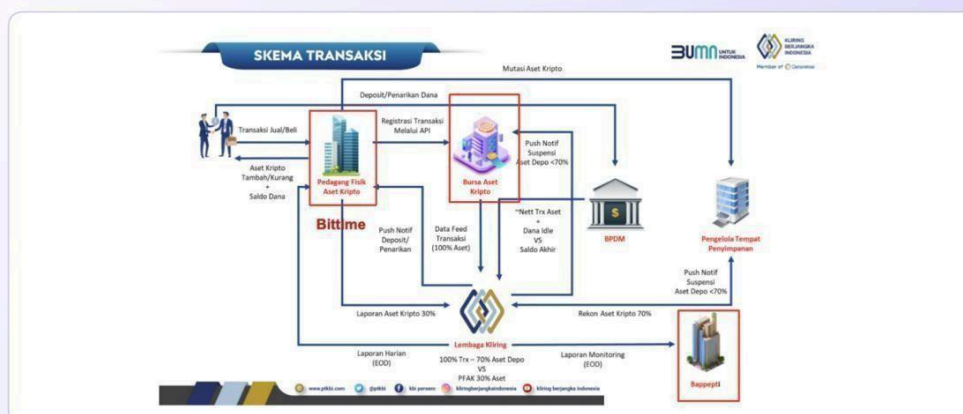 SKEMA TRANSAKSI
BUMN UNTUK
INDONESIA
KLIRING
BERJANGKA
INDONESIA
Member of Danareksa
Mutasi Aset Kripto
Deposit/Penarikan Dana
Transaksi Jual/Beli
Registrasi Transaksi
Melalui API
Push Notif
Suspensi
Aset Depo <70%
Aset Kripto
Tambah/Kurang
+
Saldo Dana
Pedagang Fisik
Aset Kripto
Bittime
Bursa Aset
Kripto
Push Notif
Deposit/
Penarikan
Data Feed
Transaksi
(100% Aset)
~Nett Trx Aset
+
Dana Idle
VS
Saldo Akhir
$
BPDM
Pengelola Tempat
Penyimpanan
Push Notif
Suspensi
Aset Depo <70%
Laporan Aset Kripto 30%
Rekon Aset Kripto 70%
Lembaga Kliring
Laporan Harian
(EOD)
100% Trx – 70% Aset Depo
VS
PFAK 30% Aset
Laporan Monitoring
(EOD)
Bappepti
www.ptkbi.com
@ptkbi
kbi persero
kliringberjangkaindonesia
kliring berjangka indonesia